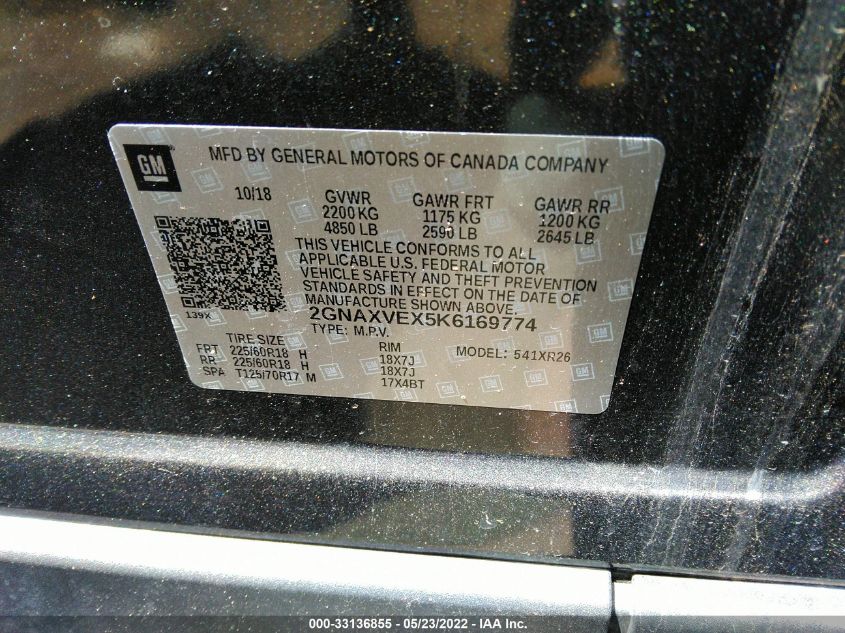 GM
MFD BY GENERAL MOTORS OF CANADA COMPANY
10/18 GVWR GAWR FRT GAWR RR
2200 KG 1175 KG 1200 KG
4850 LB 2590 LB 2645 LB
THIS VEHICLE CONFORMS TO ALL
APPLICABLE U.S. FEDERAL MOTOR
VEHICLE SAFETY AND THEFT PREVENTION
STANDARDS IN EFFECT ON THE DATE OF
MANUFACTURE SHOWN ABOVE.
139X 2GNAXVEX5K6169774
TYPE: M.P.V.
TIRE SIZE RIM MODEL: 541XR26
FRT 225/60R18 H 18X7J
RR 225/60R18 H 18X7J
SPA T125/70R17 M 17X4BT
000-33136855 - 05/23/2022 - IAA Inc.